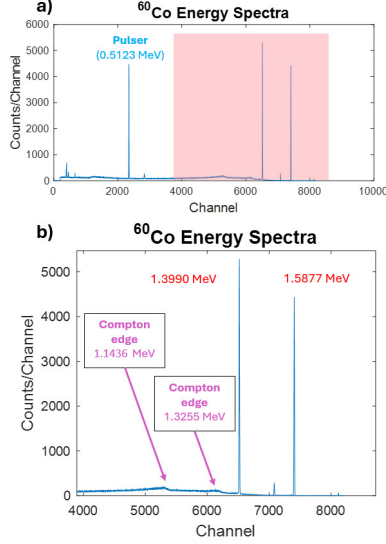 a)
⁶⁰Co Energy Spectra
6000
5000
4000
3000
2000
1000
0
Counts/Channel
Pulser
(0.5123 MeV)
0 2000 4000 6000 8000 10000
Channel
b)
⁶⁰Co Energy Spectra
5000
4000
3000
2000
1000
0
Counts/Channel
1.3990 MeV
1.5877 MeV
Compton
edge
1.1436 MeV
Compton
edge
1.3255 MeV
4000 5000 6000 7000 8000
Channel